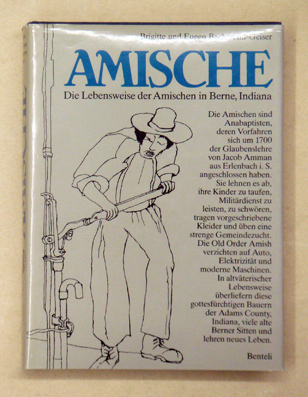 Brigitte und Eugen
AMISCHE
Die Lebensweise der Amischen in Berne, Indiana
Die Amischen sind
Anabaptisten,
deren Vorfahren
sich um 1700
der Glaubenslehre
von Jacob Amman
aus Erlenbach i. S.
angeschlossen haben.
Sie lehnen es ab,
ihre Kinder zu taufen,
Militärdienst zu
leisten, zu schwören,
tragen vorgeschriebene
Kleider und üben eine
strenge Gemeindezucht.
Die Old Order Amish
verzichten auf Auto,
Elektrizität und
moderne Maschinen.
In altväterischer
Lebensweise
überliefern diese
gottesfürchtigen Bauern
der Adams County,
Indiana, viele alte
Berner Sitten und
lehren neues Leben.
Benteli